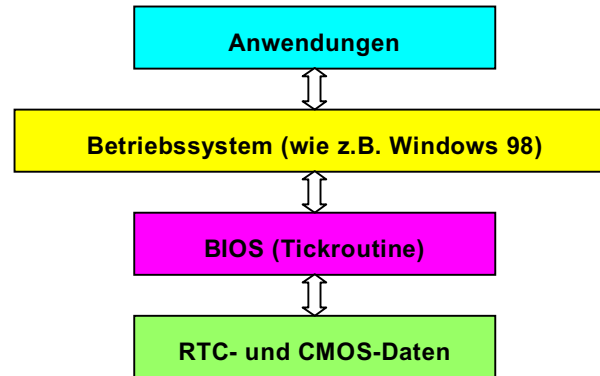 Anwendungen
Betriebssystem (wie z.B. Windows 98)
BIOS (Tickroutine)
RTC- und CMOS-Daten